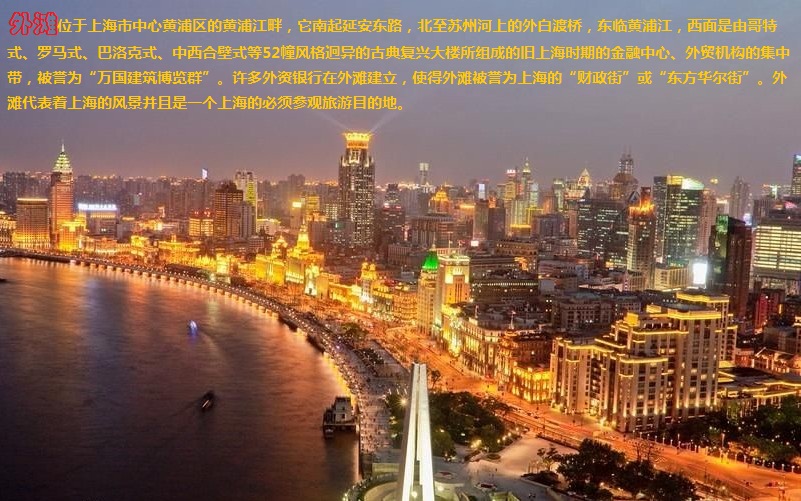 外滩位于上海市中心黄浦区的黄浦江畔，它南起延安东路，北至苏州河上的外白渡桥，东临黄浦江，西面是由哥特
式、罗马式、巴洛克式、中西合壁式等52幢风格迥异的古典复兴大楼所组成的旧上海时期的金融中心、外贸机构的集中
带，被誉为“万国建筑博览群”。许多外资银行在外滩建立，使得外滩被誉为上海的“财政街”或“东方华尔街”。外
滩代表着上海的风景并且是一个上海的必须参观旅游目的地。